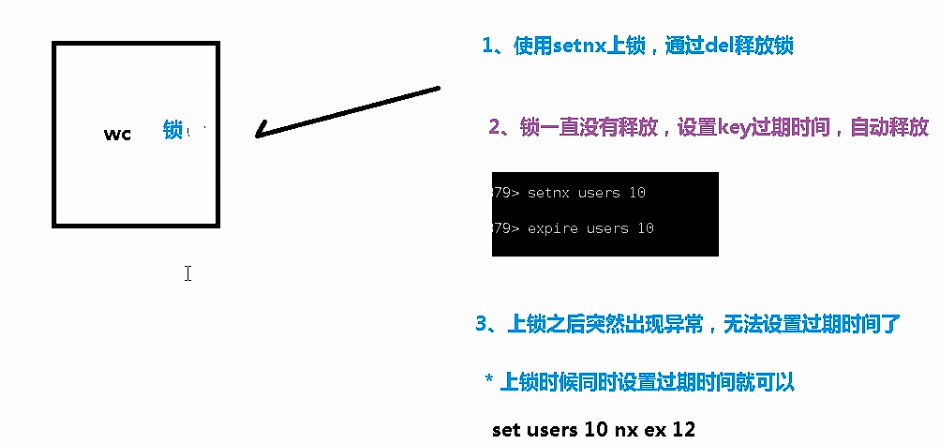 wc 锁
1、使用setnx上锁，通过del释放锁
2、锁一直没有释放，设置key过期时间，自动释放
379> setnx users 10
379> expire users 10
3、上锁之后突然出现异常，无法设置过期时间了
* 上锁时候同时设置过期时间就可以
set users 10 nx ex 12